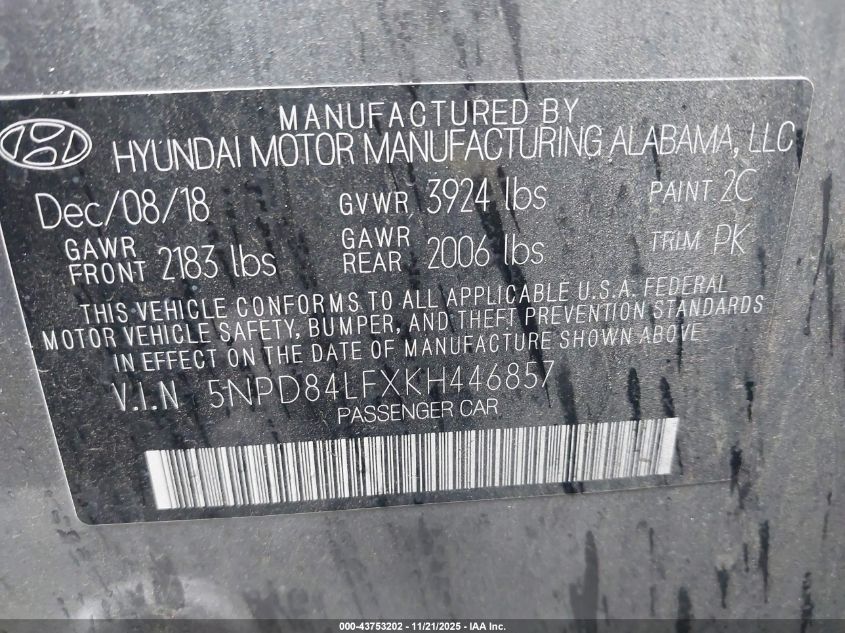 MANUFACTURED BY
HYUNDAI MOTOR MANUFACTURING ALABAMA, LLC
Dec/08/18 GVWR 3924 lbs PAINT 2C
GAWR FRONT 2183 lbs GAWR REAR 2006 lbs TRIM PK
THIS VEHICLE CONFORMS TO ALL APPLICABLE U.S.A. FEDERAL
MOTOR VEHICLE SAFETY, BUMPER, AND THEFT PREVENTION STANDARDS
IN EFFECT ON THE DATE OF MANUFACTURE SHOWN ABOVE
V.I.N 5NPD84LFXKH446857
PASSENGER CAR
000-43753202 - 11/21/2025 - IAA Inc.